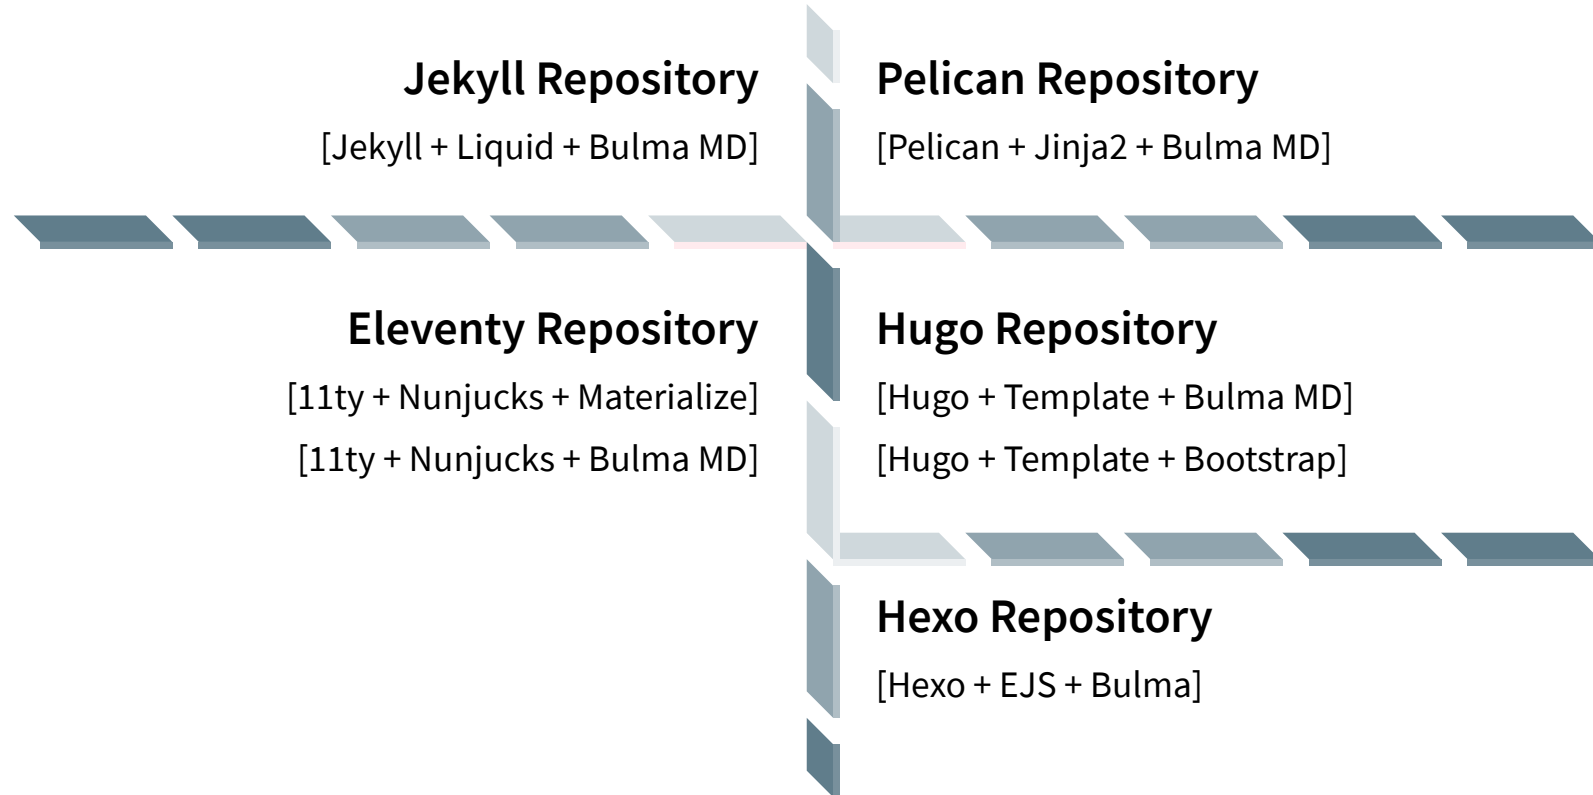 Jekyll Repository
[Jekyll + Liquid + Bulma MD]
Pelican Repository
[Pelican + Jinja2 + Bulma MD]
Eleventy Repository
[11ty + Nunjucks + Materialize]
[11ty + Nunjucks + Bulma MD]
Hugo Repository
[Hugo + Template + Bulma MD]
[Hugo + Template + Bootstrap]
Hexo Repository
[Hexo + EJS + Bulma]